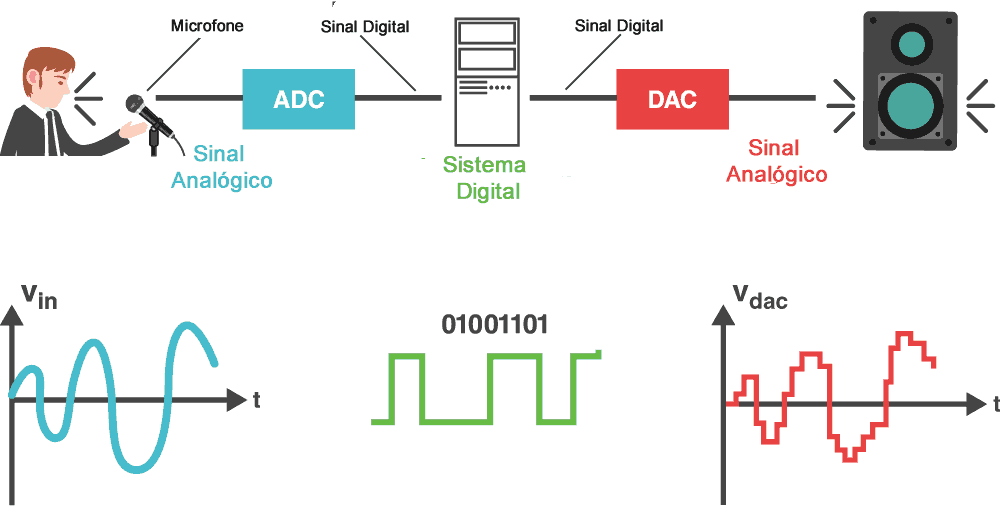 Microfone
Sinal Digital
Sinal Digital
ADC
DAC
Sinal
Analógico
Sistema
Digital
Sinal
Analógico
Vin
t
01001101
Vdac
t